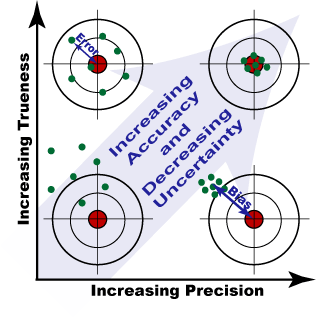 Error
Increasing Trueness
Increasing
Accuracy
and
Decreasing
Uncertainty
Bias
Increasing Precision